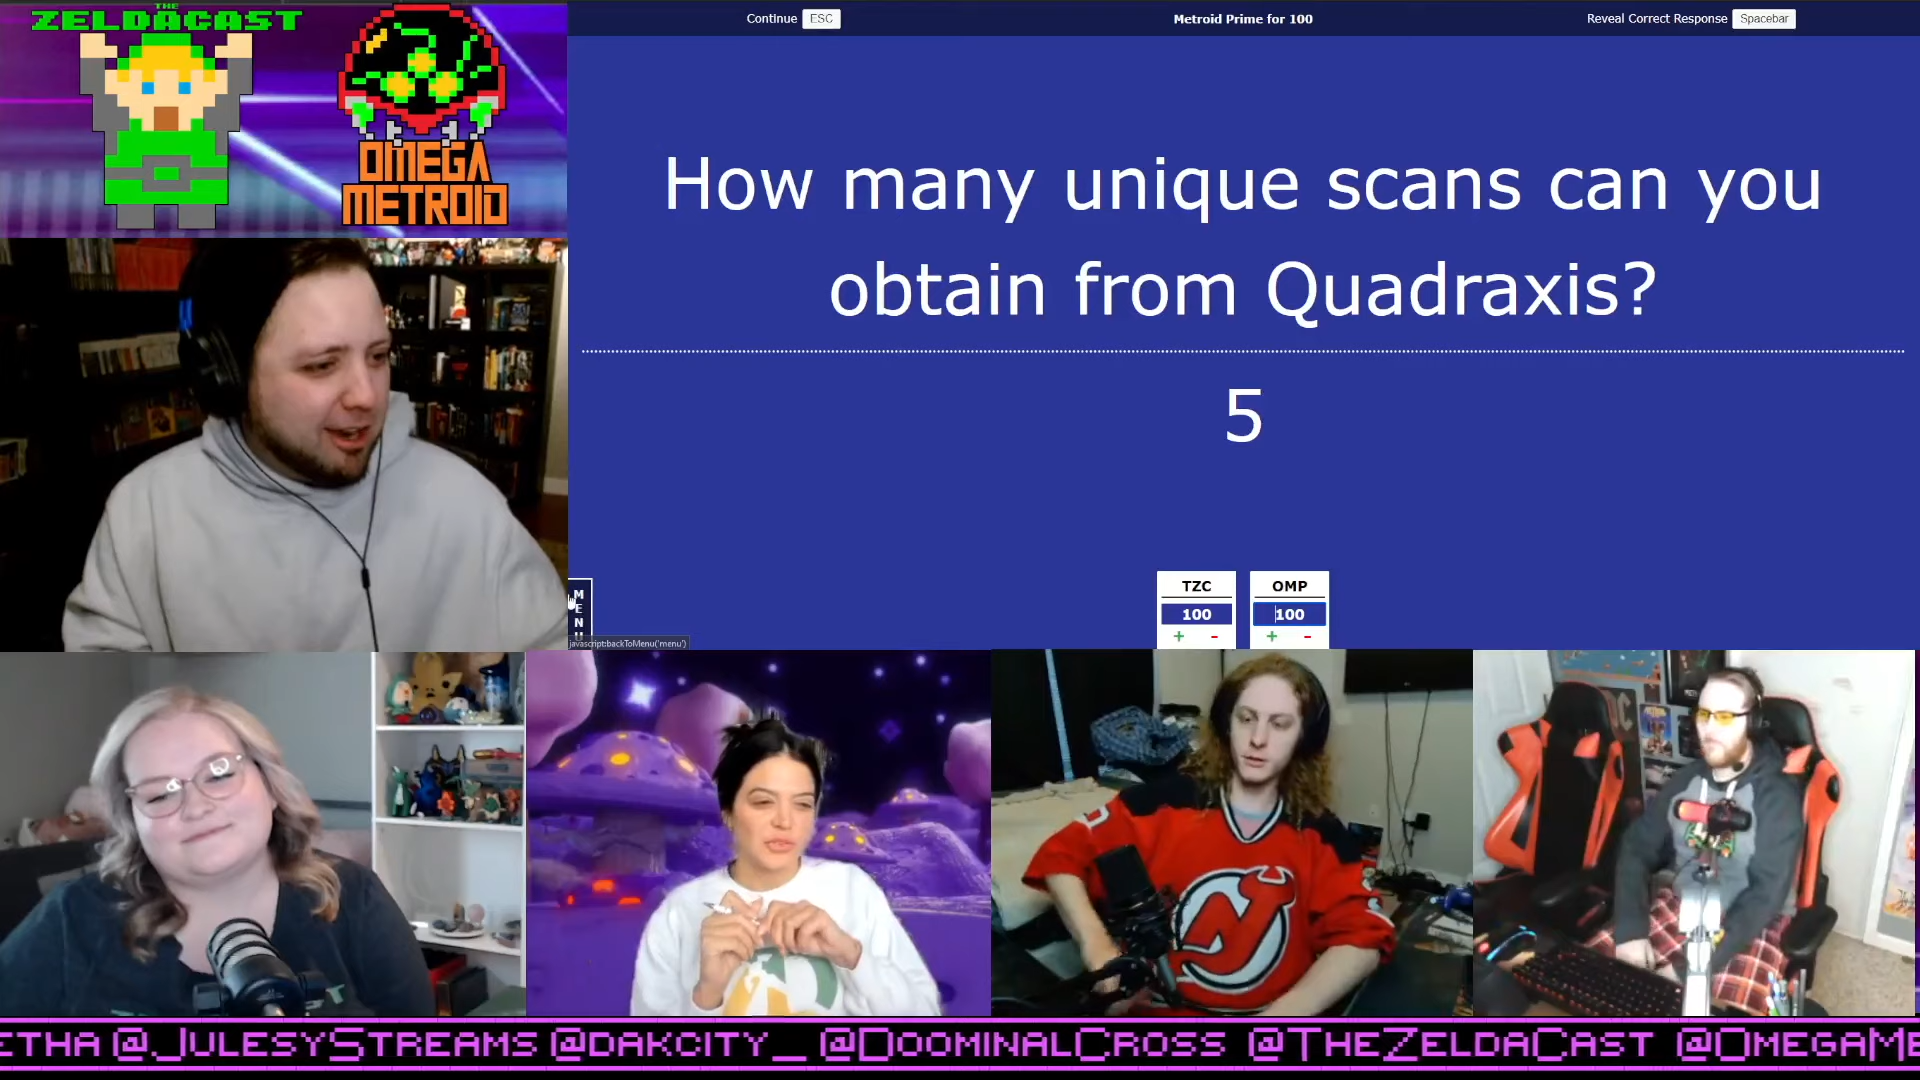 THE
ZELDACAST
OMEGA
METROID
Continue ESC
Metroid Prime for 100
Reveal Correct Response Spacebar
How many unique scans can you
obtain from Quadraxis?
5
MENU
javascript:backToMenu('menu')
TZC
100
+ -
OMP
100
+ -
ETHA @JulesyStreams @dakcity_ @DoominalCross @TheZeldaCast @OmegaMe